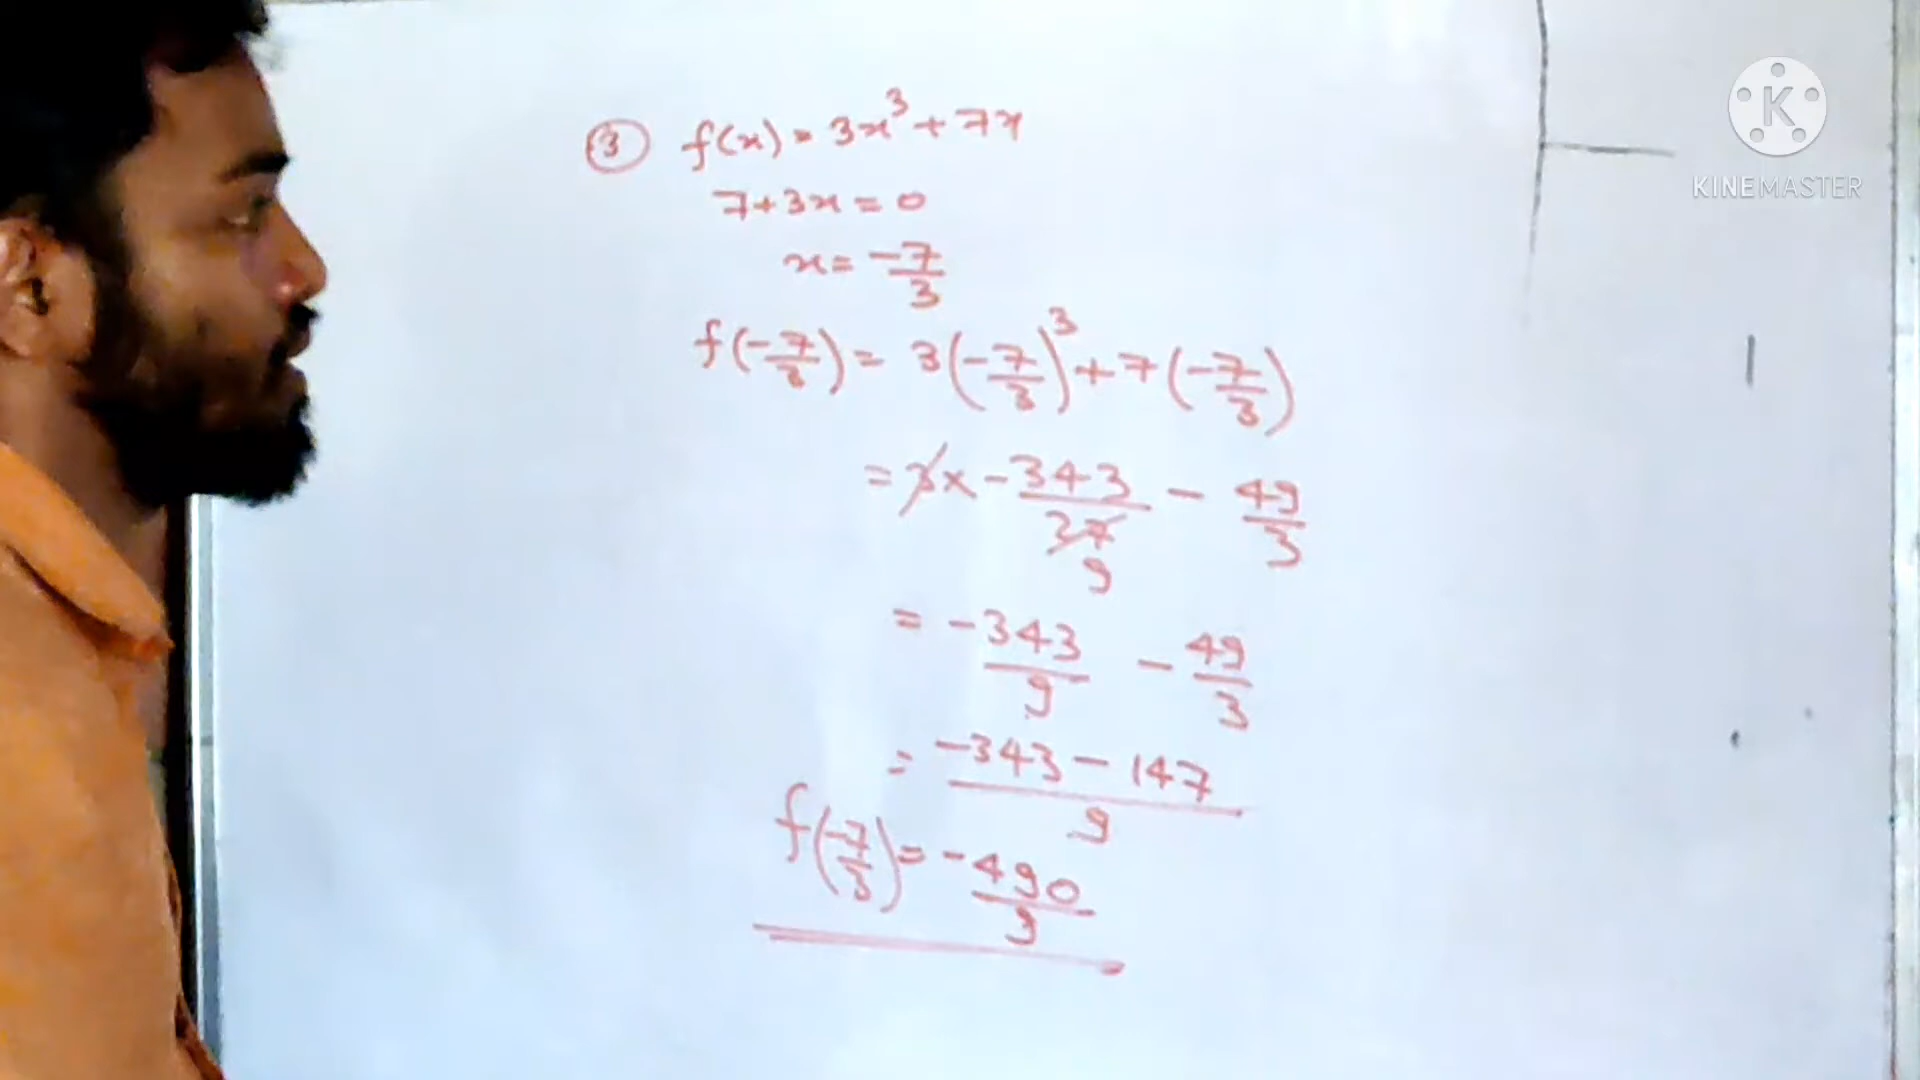 ③ f(x) = 3x³ + 7x
7+3x = 0
x = -7/3
f(-7/3) = 3(-7/3)³ + 7(-7/3)
= 3 x -343/27 - 49/3
9
= -343/9 - 49/3
= -343 - 147/9
f(-7/3) = -490/9
K
KINEMASTER